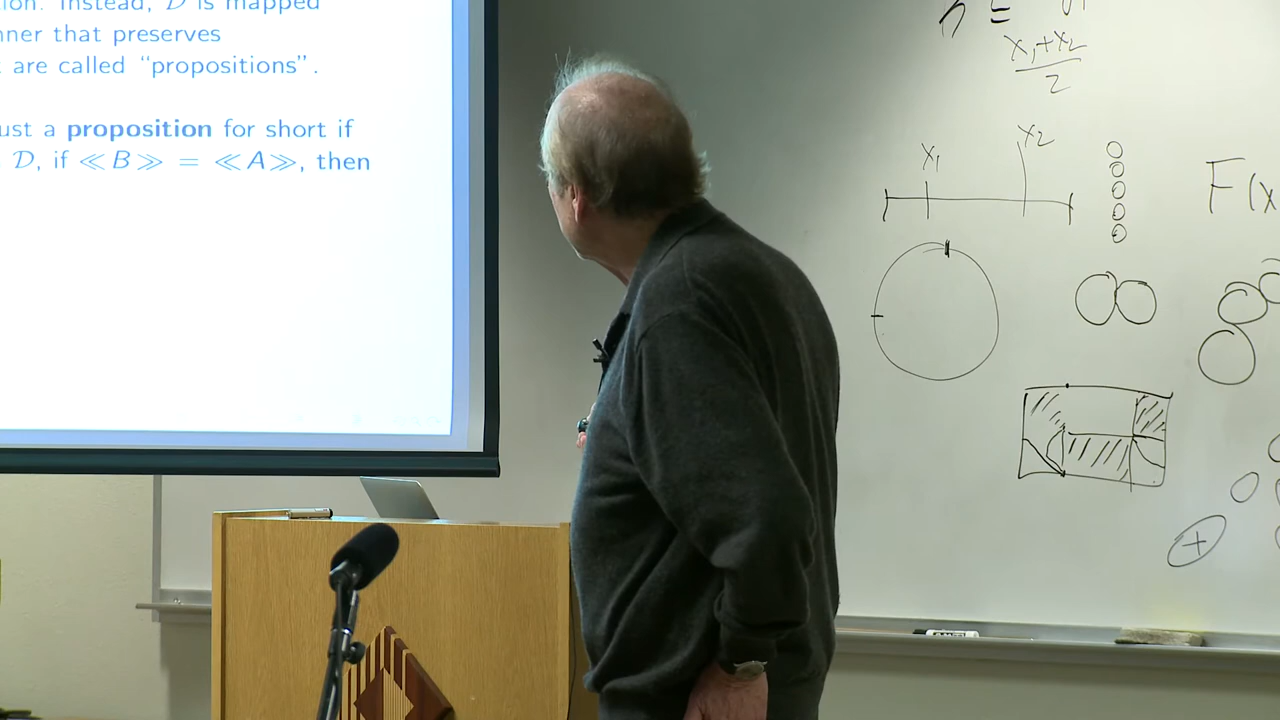 tion. Instead, 𝒟 is mapped
nner that preserves
are called “propositions”.
ust a proposition for short if
𝒟, if ≪B≫ = ≪A≫, then
x₁+x₂
2
x₁
x₂
F(x
+